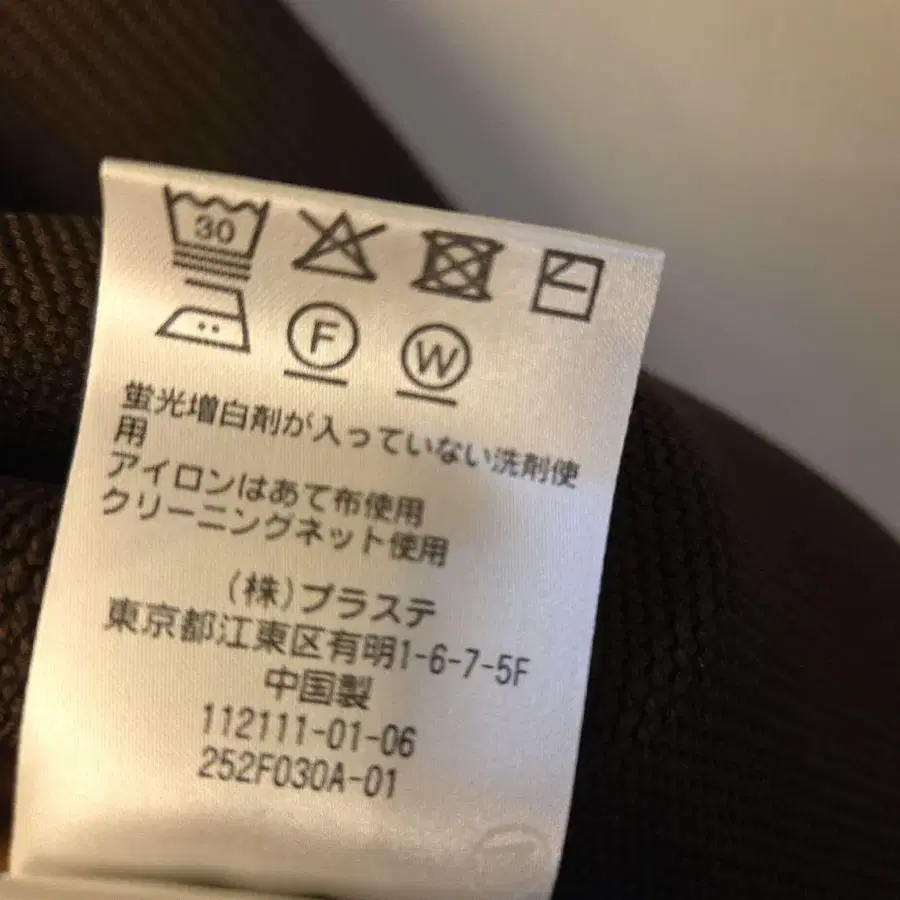 30
F W
蛍光増白剤が入っていない洗剤使
用
アイロンはあて布使用
クリーニングネット使用
(株)プラステ
東京都江東区有明1-6-7-5F
中国製
112111-01-06
252F030A-01